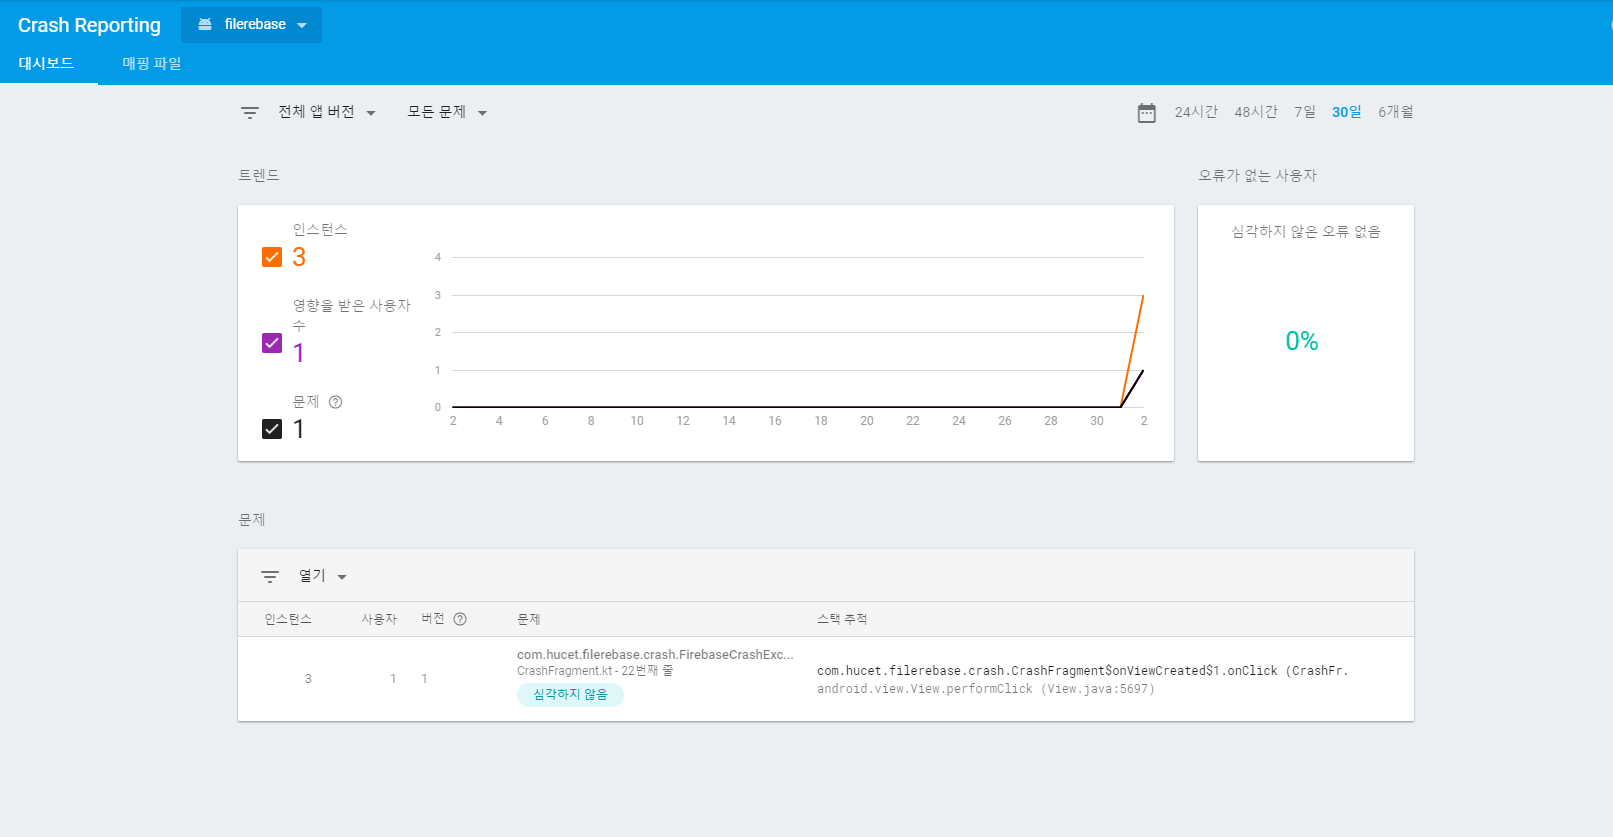 Crash Reporting
filerebase
대시보드
매핑 파일
전체 앱 버전
모든 문제
24시간
48시간
7일
30일
6개월
트렌드
오류가 없는 사용자
인스턴스
3
영향을 받은 사용자
수
1
문제
1
4
3
2
1
0
2 4 6 8 10 12 14 16 18 20 22 24 26 28 30 2
심각하지 않은 오류 없음
0%
문제
열기
인스턴스 사용자 버전 문제 스택 추적
3 1 1
com.hucet.filerebase.crash.FirebaseCrashExc...
CrashFragment.kt - 22번째 줄
심각하지 않음
com.hucet.filerebase.crash.CrashFragment$onViewCreated$1.onClick (CrashFr.
android.view.View.performClick (View.java:5697)